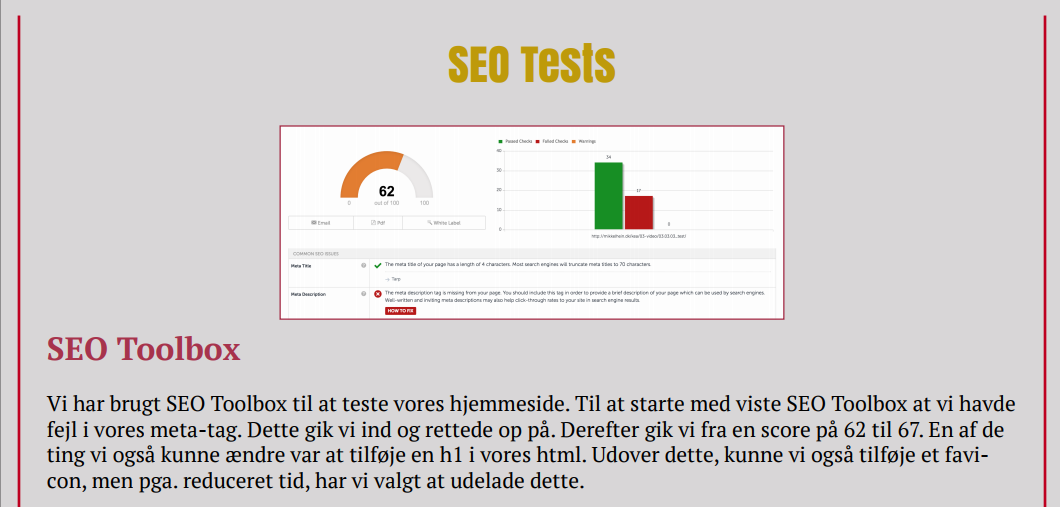 SEO Tests
Passed Checks Failed Checks Warnings
40
34
30
20
17
10
0
0
62
0 out of 100 100
Email Pdf White Label
COMMON SEO ISSUES
Meta Title
The meta title of your page has a length of 4 characters. Most search engines will truncate meta titles to 70 characters.
→ Tarp
Meta Description
The meta description tag is missing from your page. You should include this tag in order to provide a brief description of your page which can be used by search engines.
Well-written and inviting meta descriptions may also help click-through rates to your site in search engine results.
HOW TO FIX
SEO Toolbox
Vi har brugt SEO Toolbox til at teste vores hjemmeside. Til at starte med viste SEO Toolbox at vi havde
fejl i vores meta-tag. Dette gik vi ind og rettede op på. Derefter gik vi fra en score på 62 til 67. En af de
ting vi også kunne ændre var at tilføje en h1 i vores html. Udover dette, kunne vi også tilføje et favi-
con, men pga. reduceret tid, har vi valgt at udelade dette.